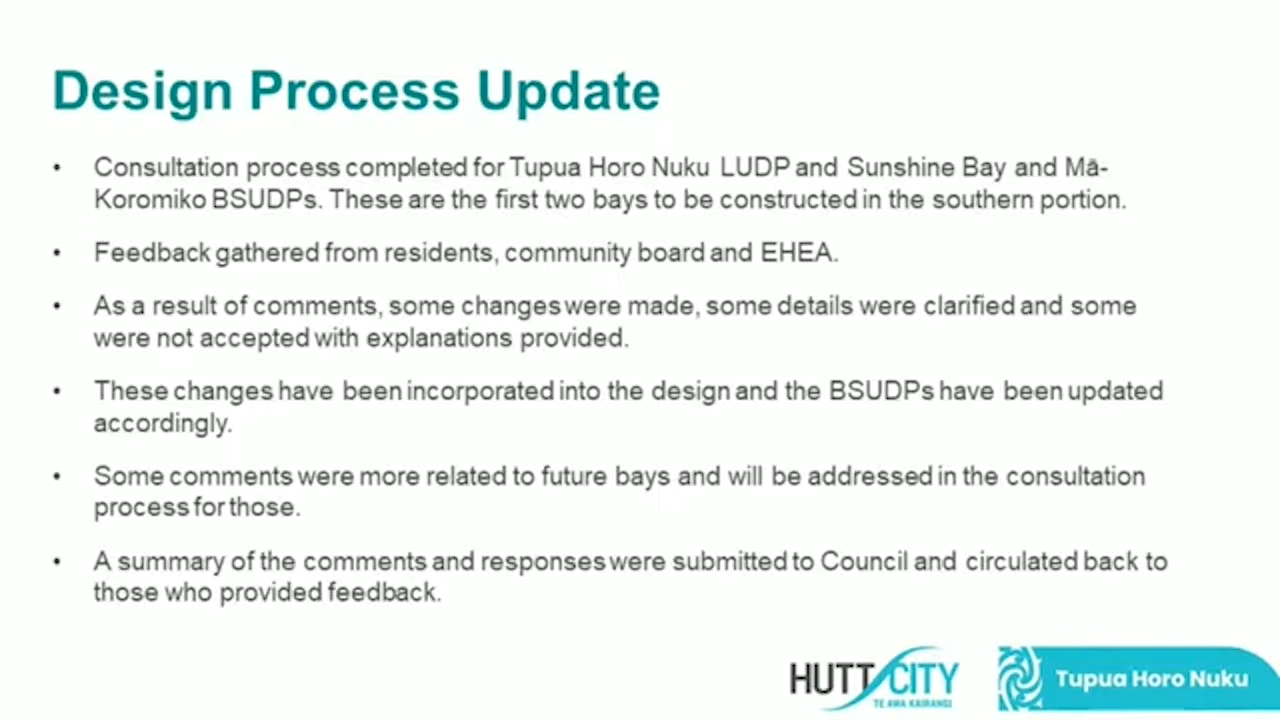 Design Process Update
• Consultation process completed for Tupua Horo Nuku LUDP and Sunshine Bay and Mā-
Koromiko BSUDPs. These are the first two bays to be constructed in the southern portion.
• Feedback gathered from residents, community board and EHEA.
• As a result of comments, some changes were made, some details were clarified and some
were not accepted with explanations provided.
• These changes have been incorporated into the design and the BSUDPs have been updated
accordingly.
• Some comments were more related to future bays and will be addressed in the consultation
process for those.
• A summary of the comments and responses were submitted to Council and circulated back to
those who provided feedback.
HUTT CITY
TE AWA KAIRANGI
Tupua Horo Nuku